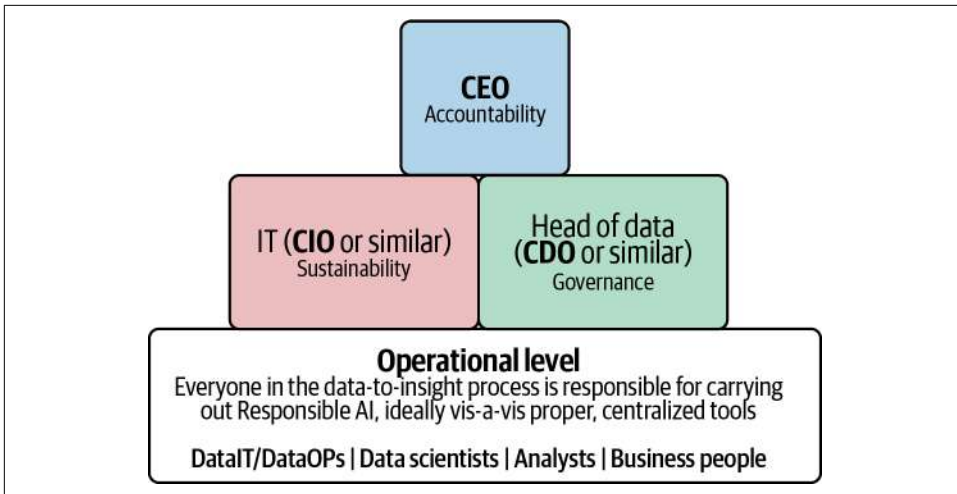 CEO
Accountability
IT (CIO or similar)
Sustainability
Head of data
(CDO or similar)
Governance
Operational level
Everyone in the data-to-insight process is responsible for carrying
out Responsible AI, ideally vis-a-vis proper, centralized tools
DataIT/DataOPs | Data scientists | Analysts | Business people